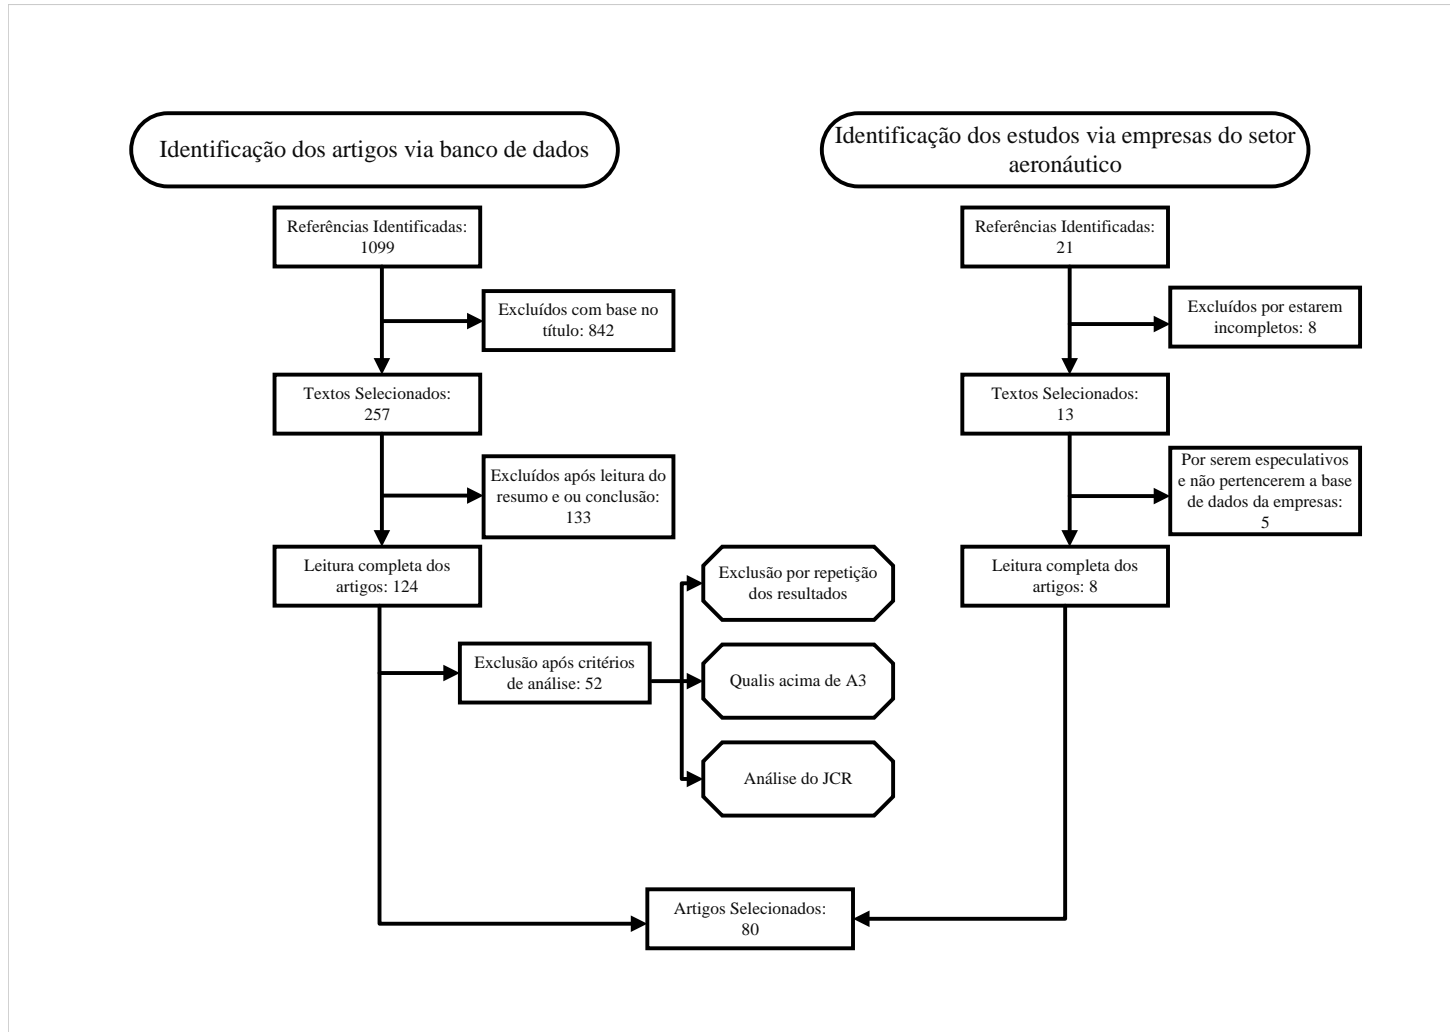 Identificação dos artigos via banco de dados
Identificação dos estudos via empresas do setor
aeronáutico
Referências Identificadas:
1099
Referências Identificadas:
21
Excluídos com base no
título: 842
Excluídos por estarem
incompletos: 8
Textos Selecionados:
257
Textos Selecionados:
13
Excluídos após leitura do
resumo e ou conclusão:
133
Por serem especulativos
e não pertencerem a base
de dados da empresas:
5
Leitura completa dos
artigos: 124
Leitura completa dos
artigos: 8
Exclusão por repetição
dos resultados
Exclusão após critérios
de análise: 52
Qualis acima de A3
Análise do JCR
Artigos Selecionados:
80